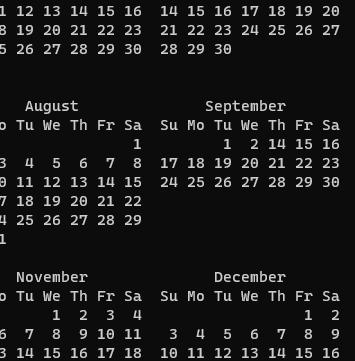 1 12 13 14 15 16  14 15 16 17 18 19 20
8 19 20 21 22 23  21 22 23 24 25 26 27
5 26 27 28 29 30  28 29 30
August              September
o Tu We Th Fr Sa  Su Mo Tu We Th Fr Sa
               1         1  2 14 15 16
3  4  5  6  7  8  17 18 19 20 21 22 23
0 11 12 13 14 15  24 25 26 27 28 29 30
7 18 19 20 21 22
4 25 26 27 28 29
1
November              December
o Tu We Th Fr Sa  Su Mo Tu We Th Fr Sa
      1  2  3  4                  1  2
6  7  8  9 10 11   3  4  5  6  7  8  9
3 14 15 16 17 18  10 11 12 13 14 15 16